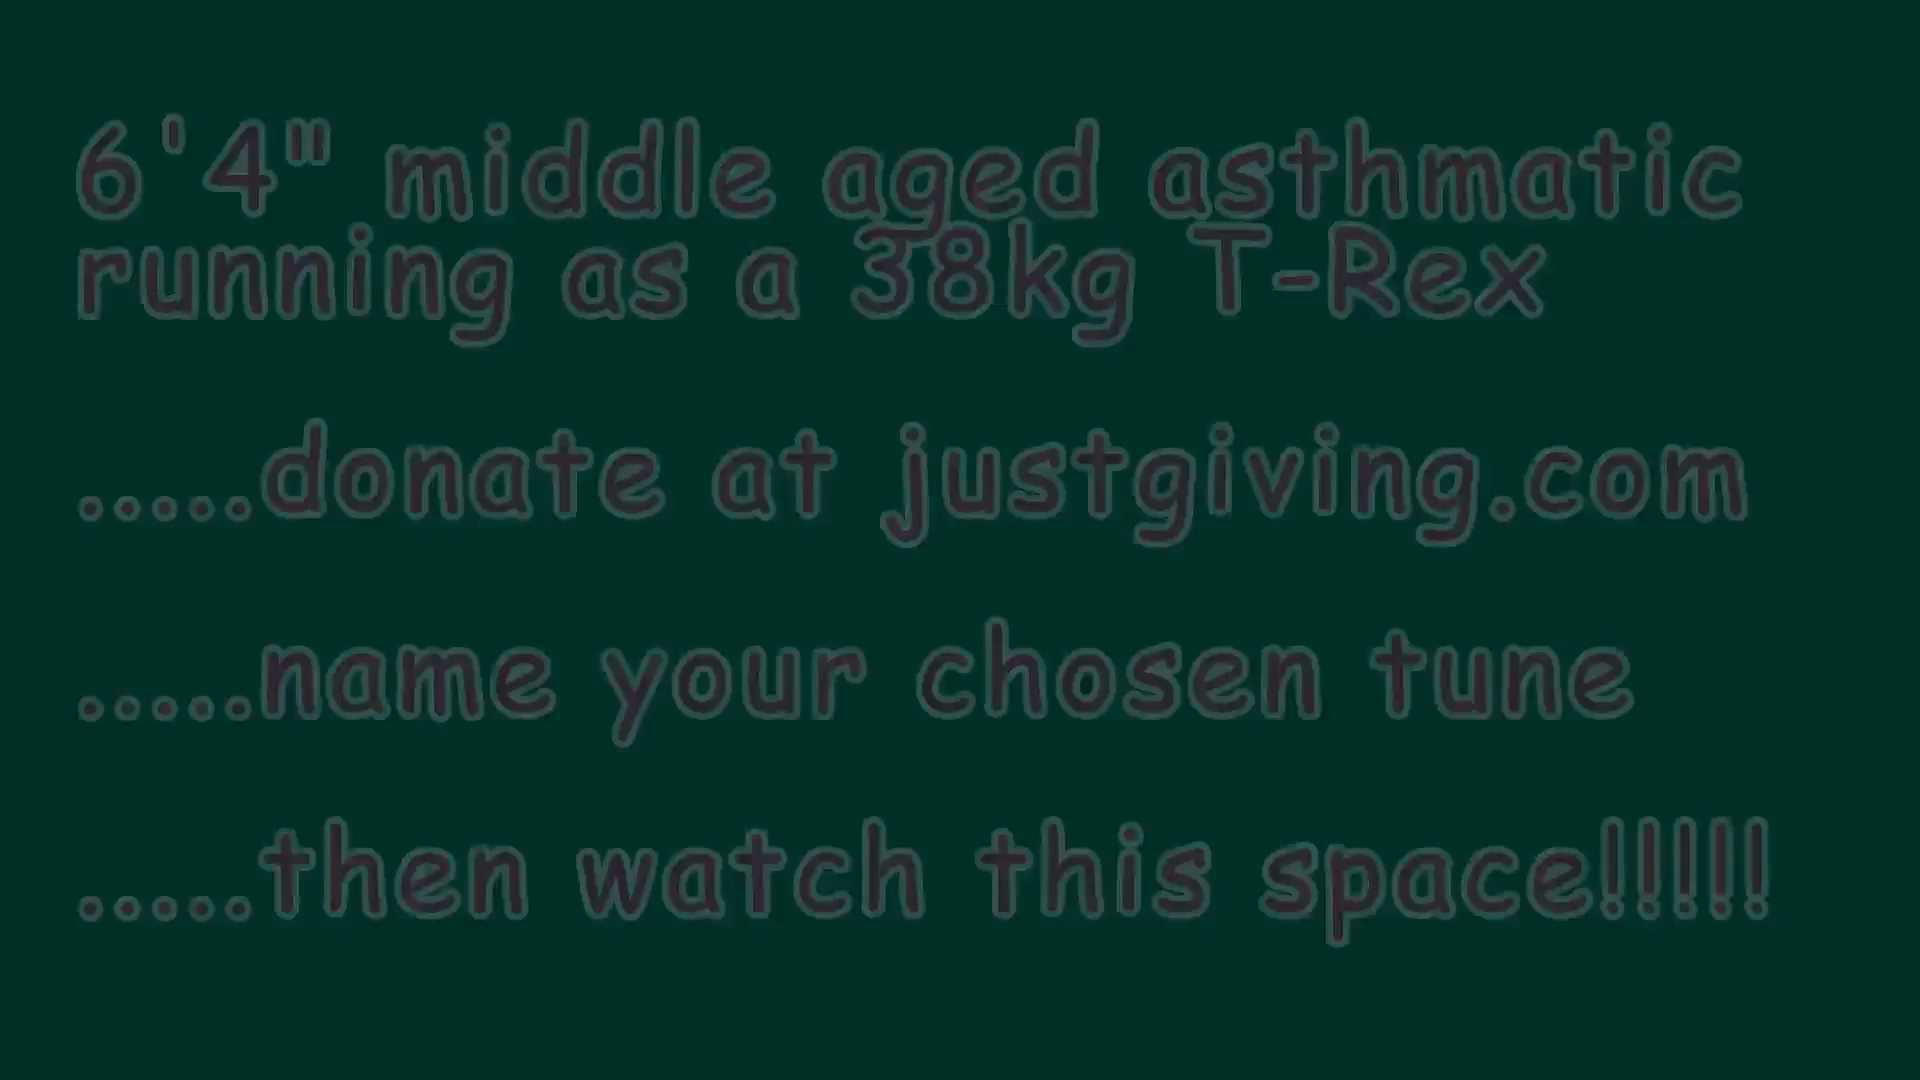 6'4" middle aged asthmatic
running as a 38kg T-Rex
.....donate at justgiving.com
.....name your chosen tune
.....then watch this space!!!!!